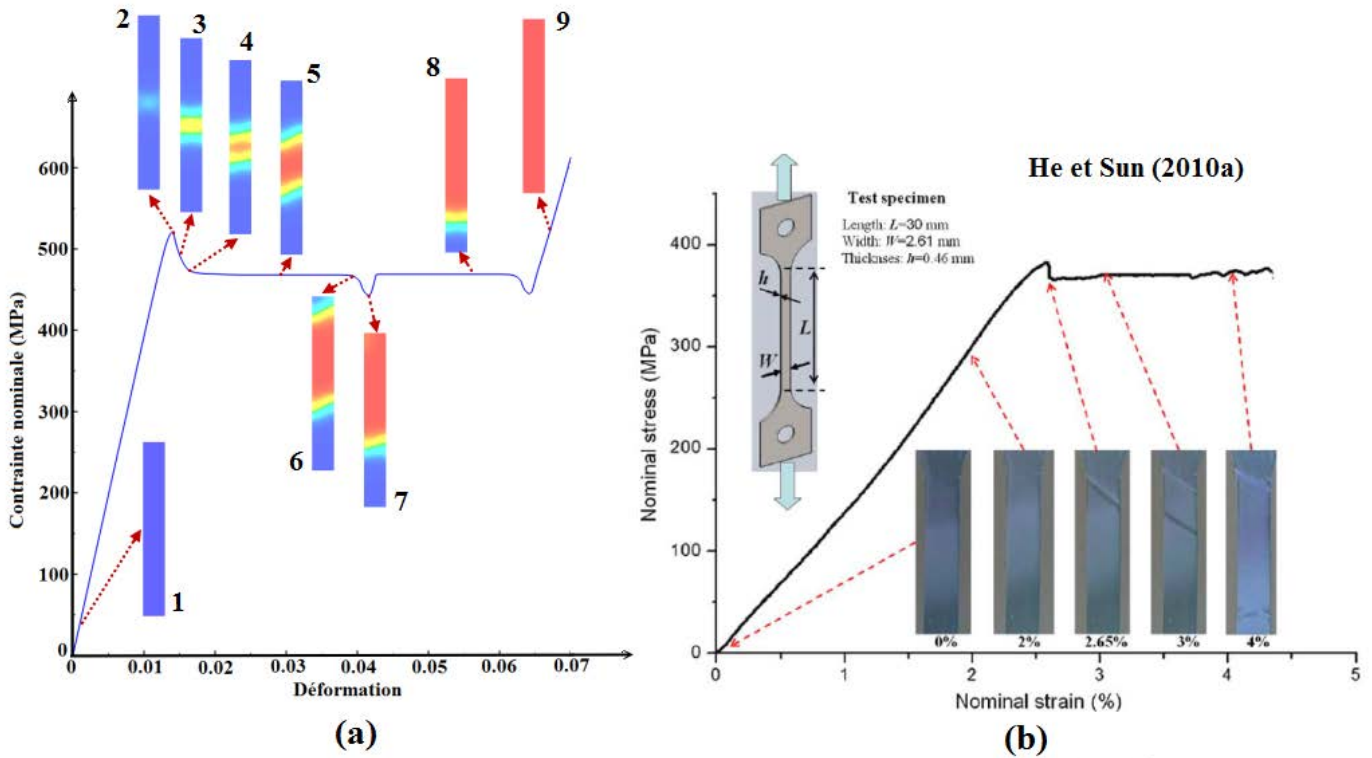 2
3
4
5
8
9
Contrainte nominale (MPa)
600
500
400
300
200
100
0
1
6
7
0
0.01
0.02
0.03
0.04
0.05
0.06
0.07
Déformation
(a)
He et Sun (2010a)
Test specimen
Length: L=30 mm
Width: W=2.61 mm
Thicknses: h=0.46 mm
h
L
W
Nominal stress (MPa)
400
300
200
100
0
0%
2%
2.65%
3%
4%
0
1
2
3
4
5
Nominal strain (%)
(b)